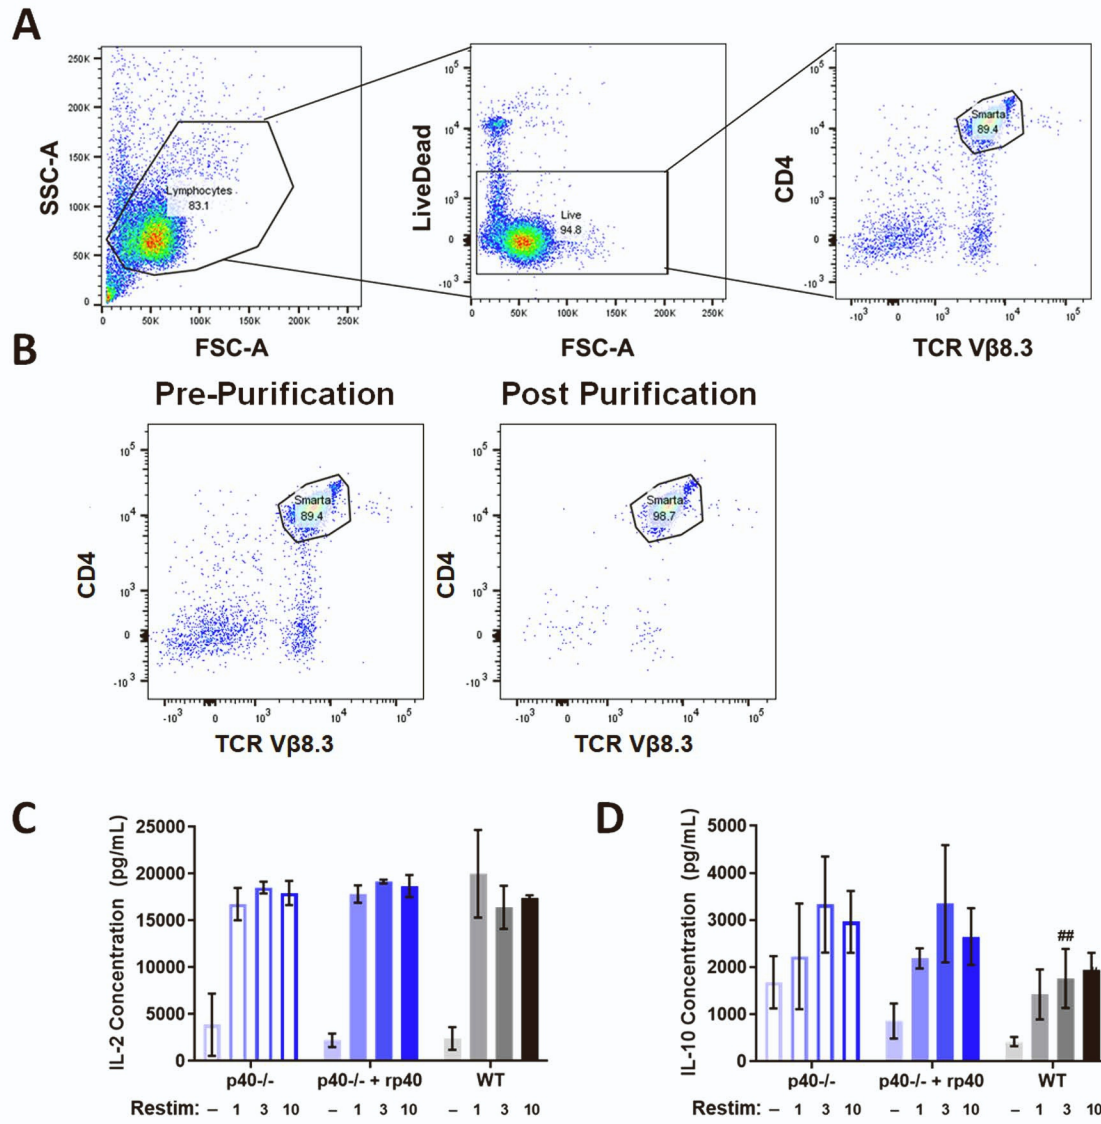 A
250K
200K
150K
100K
50K
0
SSC-A
Lymphocytes
83.1
0 50K 100K 150K 200K 250K
FSC-A
10^5
10^4
10^3
0
-10^3
LiveDead
Live
94.8
0 50K 100K 150K 200K 250K
FSC-A
10^5
10^4
10^3
0
-10^3
CD4
Smarta
89.4
-10^3 0 10^3 10^4 10^5
TCR Vβ8.3
B
Pre-Purification
10^5
10^4
10^3
0
-10^3
CD4
Smarta
89.4
-10^3 0 10^3 10^4 10^5
TCR Vβ8.3
Post Purification
10^5
10^4
10^3
0
-10^3
CD4
Smarta
98.7
-10^3 0 10^3 10^4 10^5
TCR Vβ8.3
C
IL-2 Concentration (pg/mL)
25000
20000
15000
10000
5000
0
p40-/- p40-/- + rp40 WT
Restim: – 1 3 10 – 1 3 10 – 1 3 10
D
IL-10 Concentration (pg/mL)
5000
4000
3000
2000
1000
0
##
p40-/- p40-/- + rp40 WT
Restim: – 1 3 10 – 1 3 10 – 1 3 10